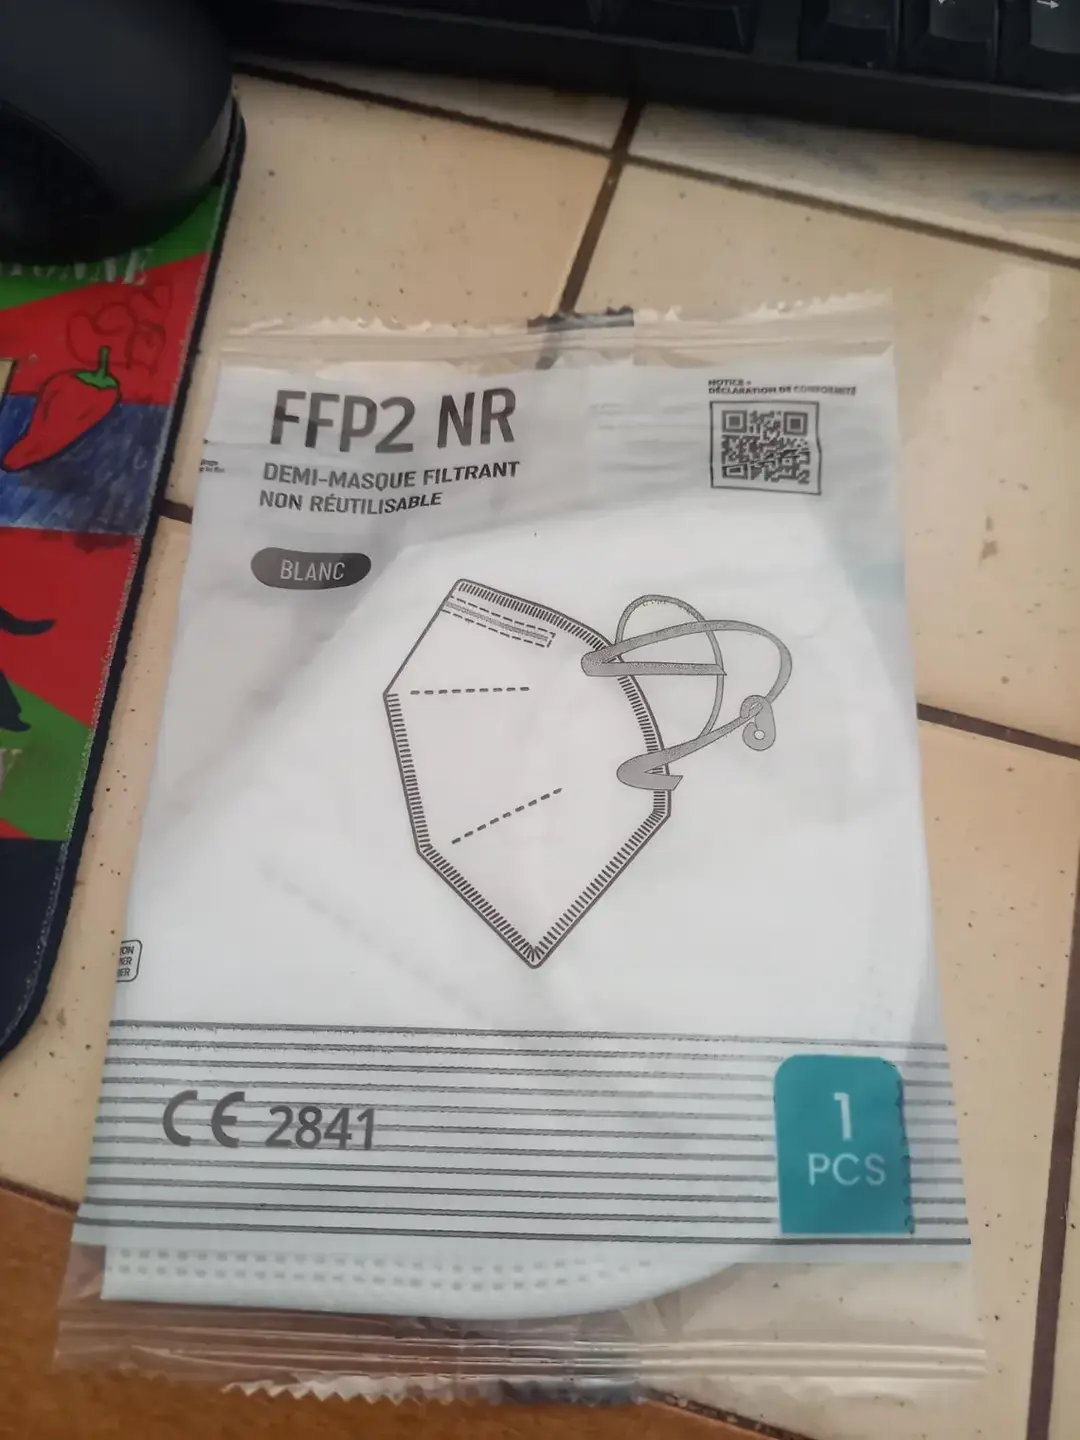 NOTICE +
DÉCLARATION DE CONFORMITÉ
FFP2 NR
DEMI-MASQUE FILTRANT
NON RÉUTILISABLE
BLANC
CE 2841
1
PCS